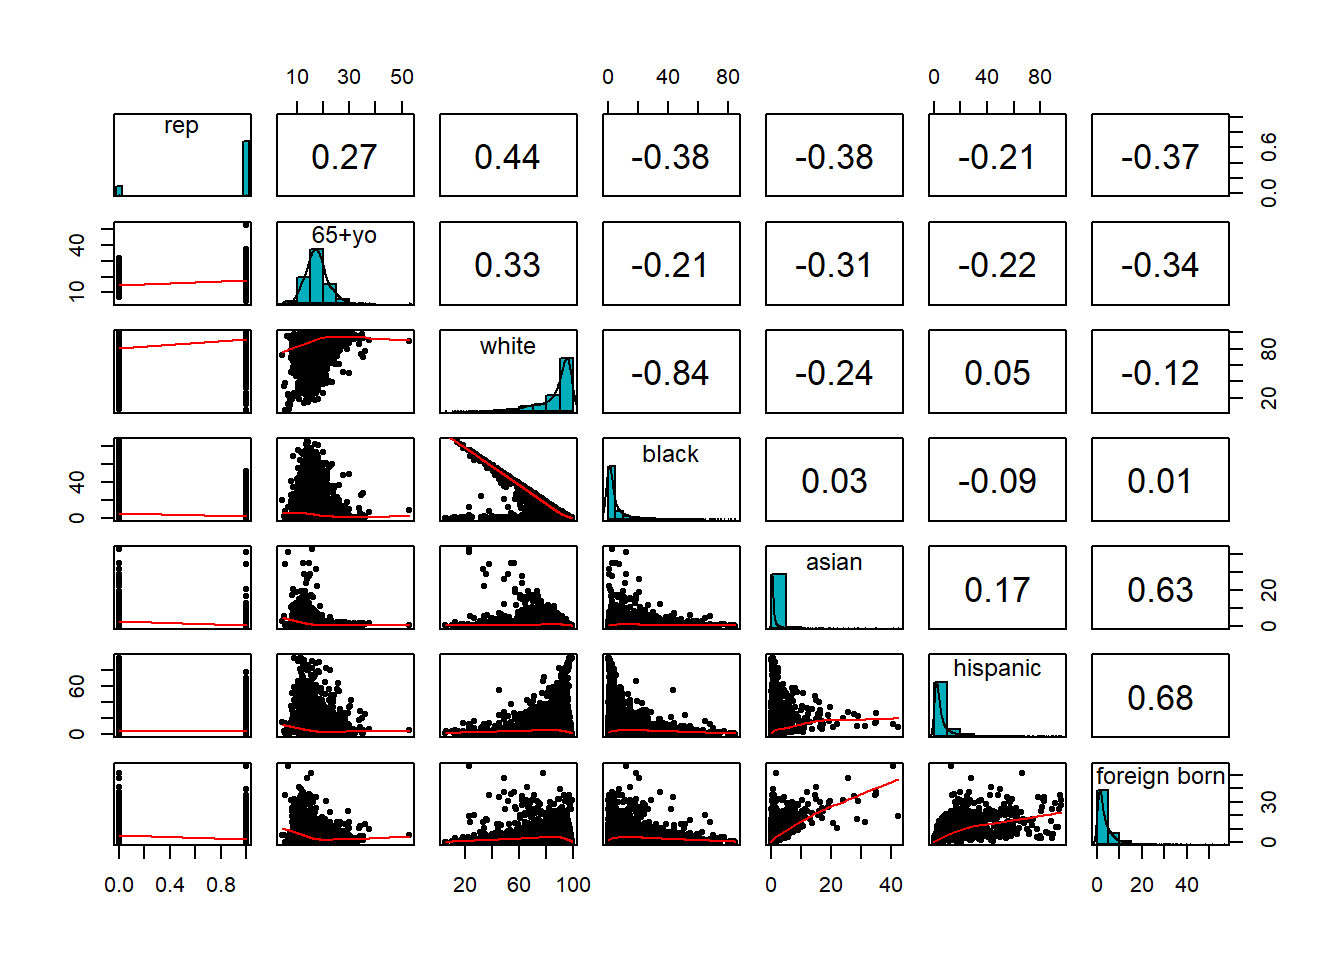 10 30 50 0 40 80 0 40 80
rep 0.27 0.44 -0.38 -0.38 -0.21 -0.37 0.0 0.6
10 40 65+yo 0.33 -0.21 -0.31 -0.22 -0.34
white -0.84 -0.24 0.05 -0.12 20 80
0 40 black 0.03 -0.09 0.01
asian 0.17 0.63 0 20
0 60 hispanic 0.68
foreign born 0 30
0.0 0.4 0.8 20 60 100 0 20 40 0 20 40